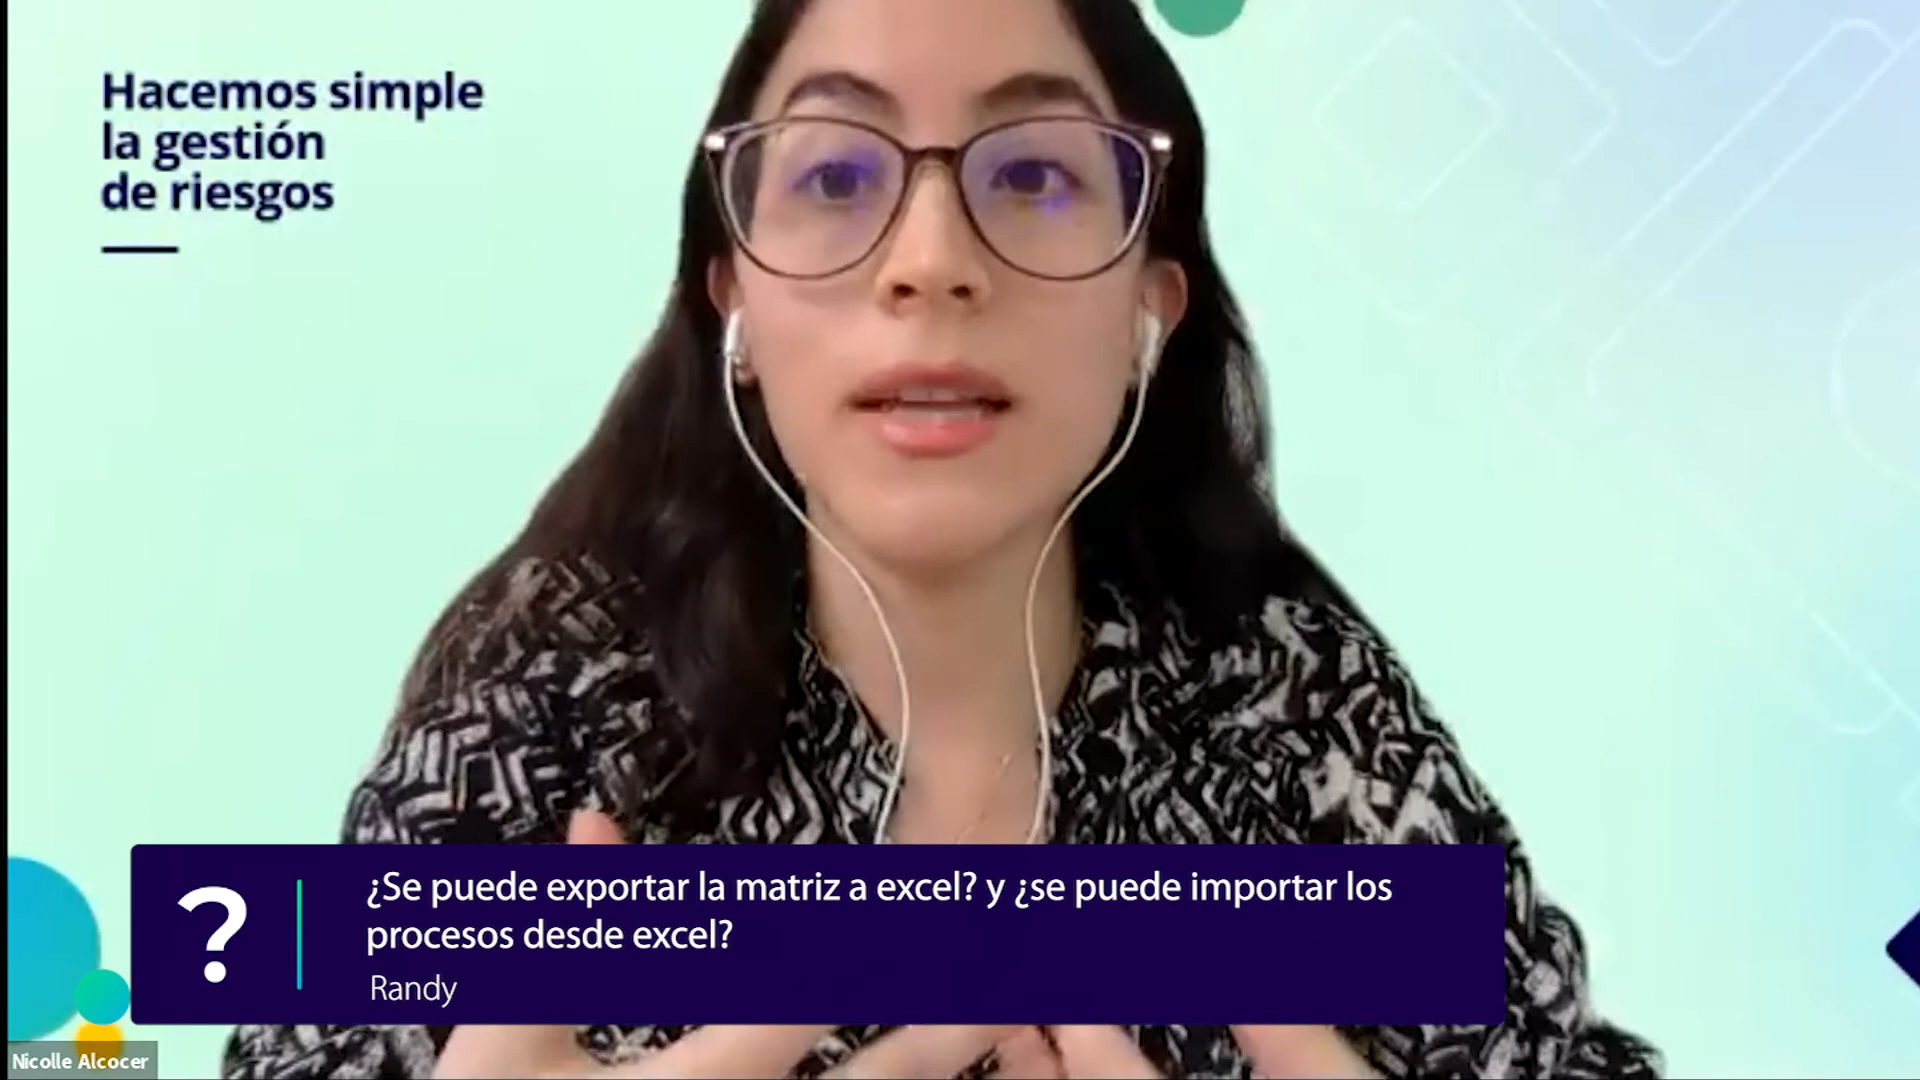 Hacemos simple
la gestión
de riesgos
?
¿Se puede exportar la matriz a excel? y ¿se puede importar los
procesos desde excel?
Randy
Nicolle Alcocer